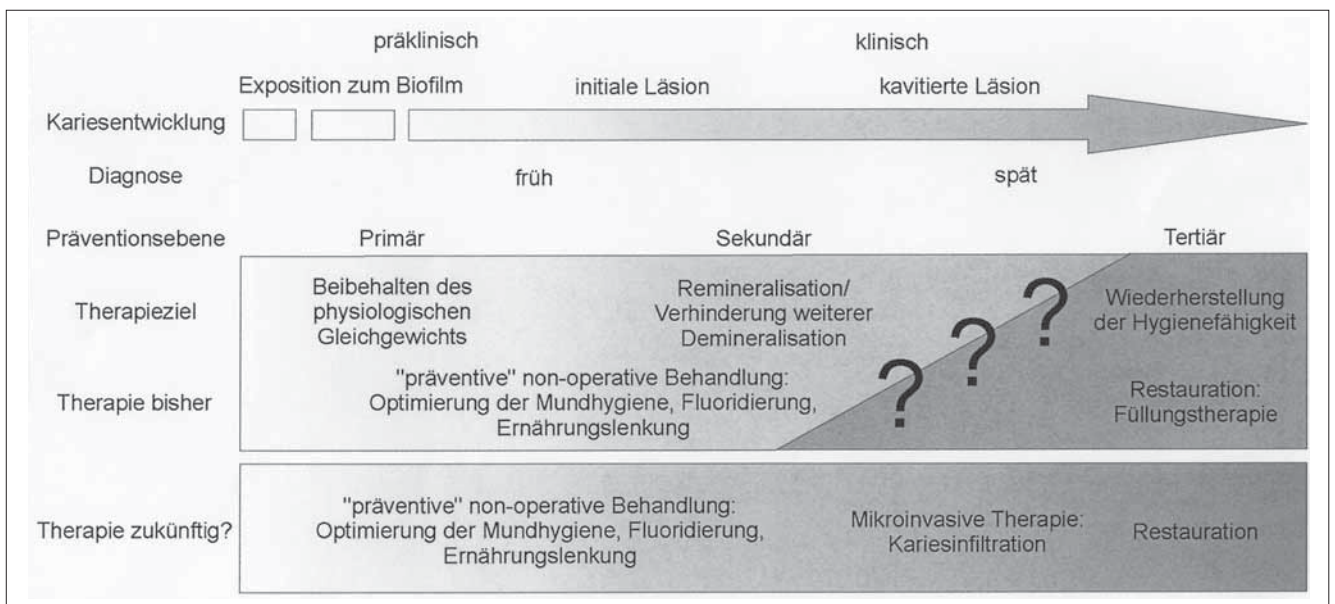 präklinisch klinisch
Exposition zum Biofilm initiale Läsion kavitierte Läsion
Kariesentwicklung
Diagnose früh spät
Präventionsebene Primär Sekundär Tertiär
Therapieziel
Beibehalten des
physiologischen
Gleichgewichts
Remineralisation/
Verhinderung weiterer
Demineralisation
Wiederherstellung
der Hygienefähigkeit
? ? ?
Therapie bisher
"präventive" non-operative Behandlung:
Optimierung der Mundhygiene, Fluoridierung,
Ernährungslenkung
Restauration:
Füllungstherapie
Therapie zukünftig?
"präventive" non-operative Behandlung:
Optimierung der Mundhygiene, Fluoridierung,
Ernährungslenkung
Mikroinvasive Therapie:
Kariesinfiltration
Restauration